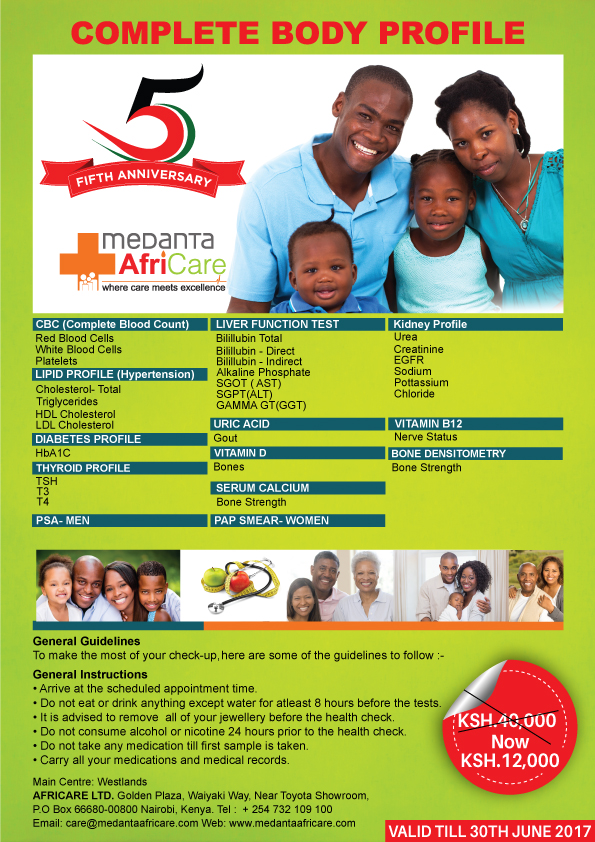 COMPLETE BODY PROFILE
5
FIFTH ANNIVERSARY
medanta
AfriCare
where care meets excellence
CBC (Complete Blood Count)
Red Blood Cells
White Blood Cells
Platelets
LIPID PROFILE (Hypertension)
Cholesterol- Total
Triglycerides
HDL Cholesterol
LDL Cholesterol
DIABETES PROFILE
HbA1C
THYROID PROFILE
TSH
T3
T4
PSA- MEN
LIVER FUNCTION TEST
Bilillubin Total
Bilillubin - Direct
Bilillubin - Indirect
Alkaline Phosphate
SGOT ( AST)
SGPT(ALT)
GAMMA GT(GGT)
URIC ACID
Gout
VITAMIN D
Bones
SERUM CALCIUM
Bone Strength
PAP SMEAR- WOMEN
Kidney Profile
Urea
Creatinine
EGFR
Sodium
Pottassium
Chloride
VITAMIN B12
Nerve Status
BONE DENSITOMETRY
Bone Strength
General Guidelines
To make the most of your check-up,here are some of the guidelines to follow :-
General Instructions
• Arrive at the scheduled appointment time.
• Do not eat or drink anything except water for atleast 8 hours before the tests.
• It is advised to remove all of your jewellery before the health check.
• Do not consume alcohol or nicotine 24 hours prior to the health check.
• Do not take any medication till first sample is taken.
• Carry all your medications and medical records.
KSH.40,000
Now
KSH.12,000
Main Centre: Westlands
AFRICARE LTD. Golden Plaza, Waiyaki Way, Near Toyota Showroom,
P.O Box 66680-00800 Nairobi, Kenya. Tel : + 254 732 109 100
Email: care@medantaafricare.com Web: www.medantaafricare.com
VALID TILL 30TH JUNE 2017